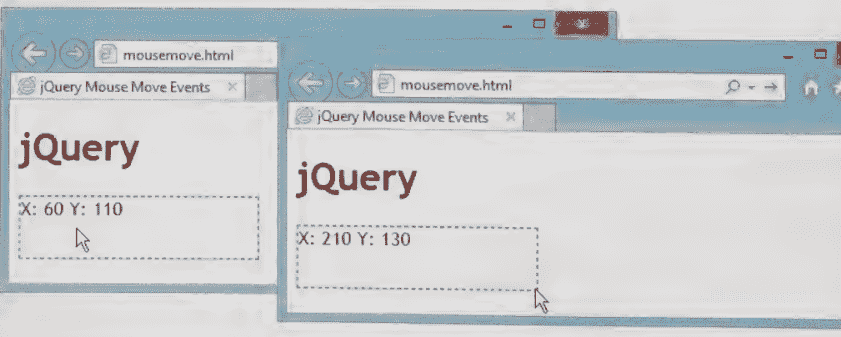 mousemove.html
jQuery Mouse Move Events
jQuery
X: 60 Y: 110
mousemove.html
jQuery Mouse Move Events
jQuery
X: 210 Y: 130